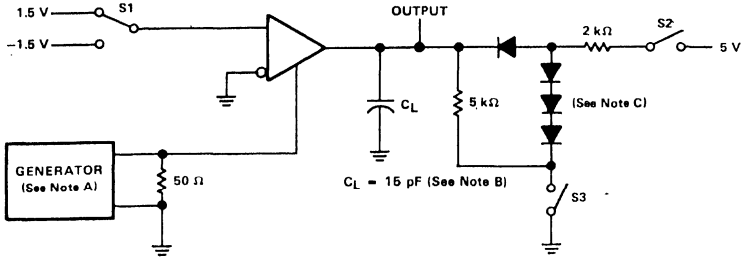 1.5 V
S1
-1.5 V
OUTPUT
2 kΩ
S2
5 V
CL
5 kΩ
(See Note C)
GENERATOR
(See Note A)
50 Ω
CL = 15 pF (See Note B)
S3